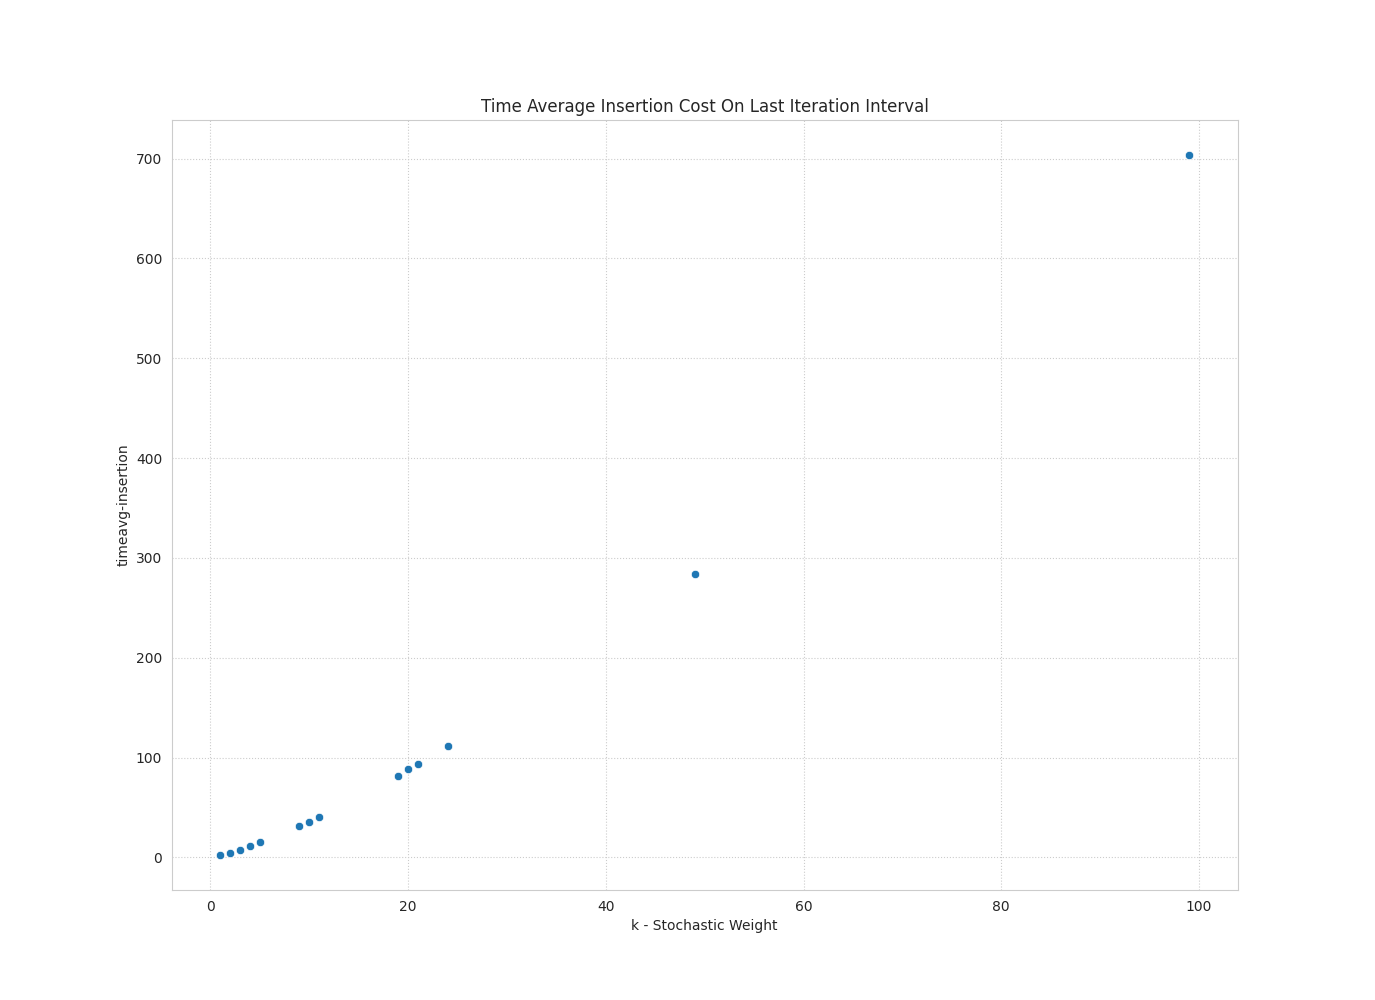 Time Average Insertion Cost On Last Iteration Interval
700
600
500
400
300
200
100
0
timeavg-insertion
0 20 40 60 80 100
k - Stochastic Weight